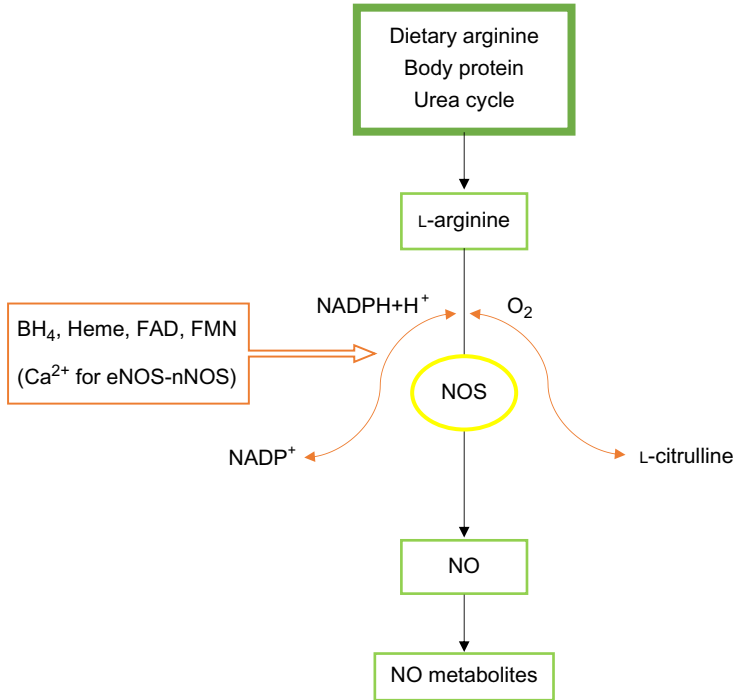 Dietary arginine
Body protein
Urea cycle
L-arginine
NADPH+H⁺
O₂
BH₄, Heme, FAD, FMN
(Ca²⁺ for eNOS-nNOS)
NOS
NADP⁺
L-citrulline
NO
NO metabolites